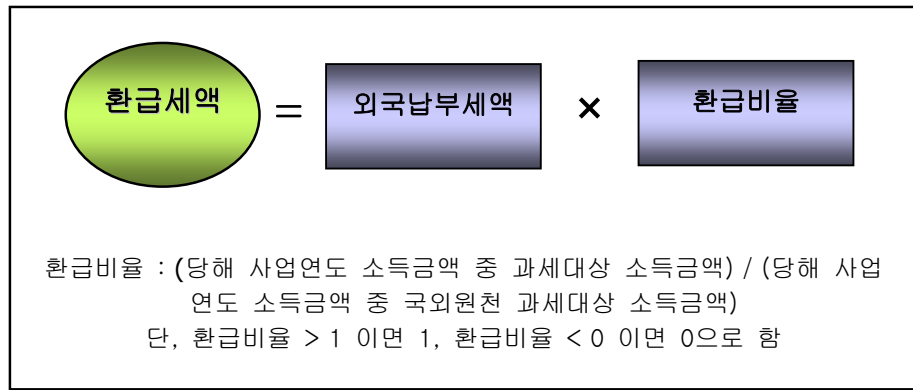 환급세액 = 외국납부세액 × 환급비율
환급비율 : (당해 사업연도 소득금액 중 과세대상 소득금액) / (당해 사업
연도 소득금액 중 국외원천 과세대상 소득금액)
단, 환급비율 > 1 이면 1, 환급비율 < 0 이면 0으로 함